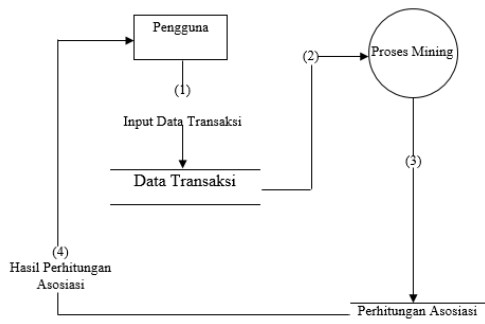 Pengguna
(1)
Input Data Transaksi
Data Transaksi
(2)
Proses Mining
(3)
Perhitungan Asosiasi
(4)
Hasil Perhitungan
Asosiasi